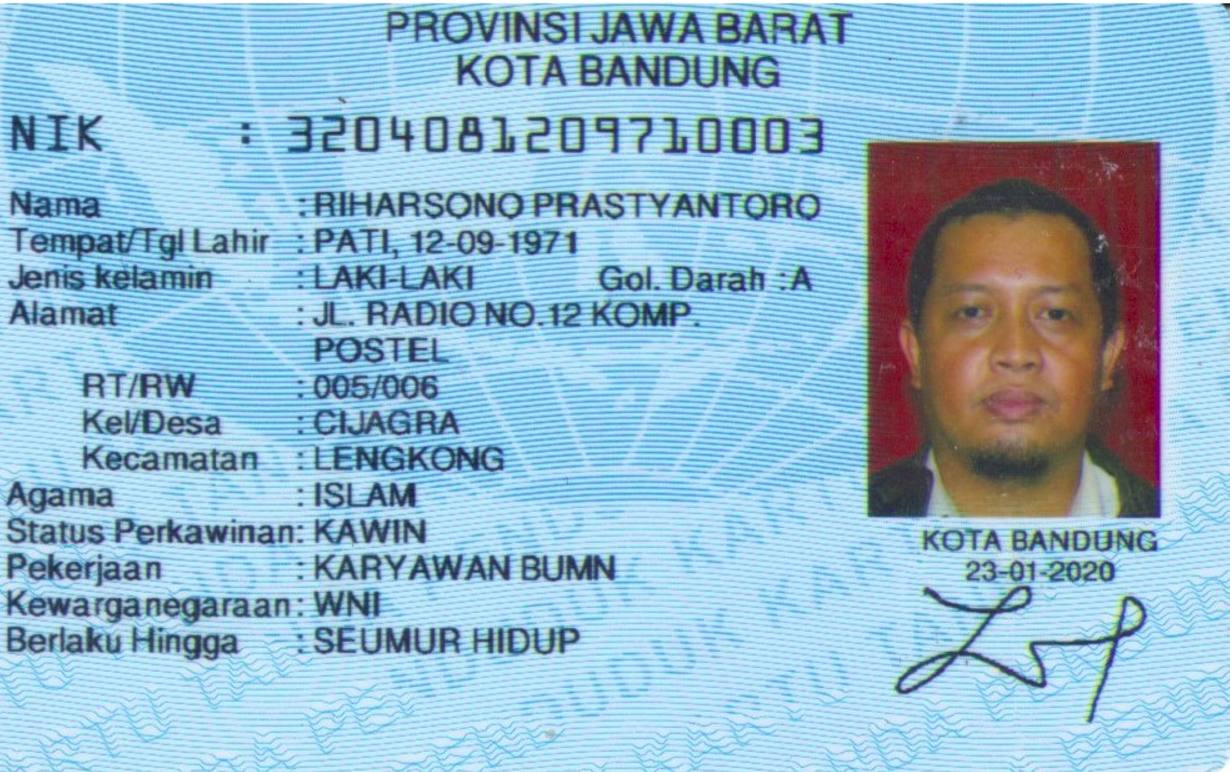 PROVINSI JAWA BARAT
KOTA BANDUNG
NIK : 3204081209710003
Nama : RIHARSONO PRASTYANTORO
Tempat/Tgl Lahir : PATI, 12-09-1971
Jenis kelamin : LAKI-LAKI Gol. Darah : A
Alamat : JL. RADIO NO.12 KOMP.
POSTEL
RT/RW : 005/006
Kel/Desa : CIJAGRA
Kecamatan : LENGKONG
Agama : ISLAM
Status Perkawinan: KAWIN
Pekerjaan : KARYAWAN BUMN
Kewarganegaraan: WNI
Berlaku Hingga : SEUMUR HIDUP
KOTA BANDUNG
23-01-2020